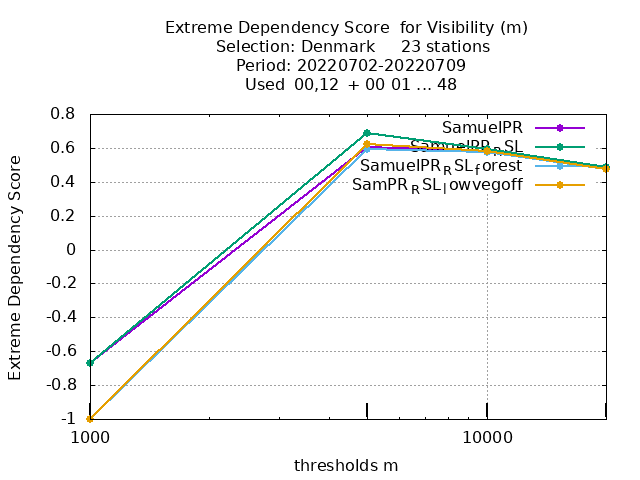 Extreme Dependency Score  for Visibility (m)
Selection: Denmark     23 stations
Period: 20220702-20220709
Used  00,12  + 00 01 ... 48
Extreme Dependency Score
0.8
0.6
0.4
0.2
0
-0.2
-0.4
-0.6
-0.8
-1
SamuelPR
SamuelPR_RSL
SamuelPR_RSL_forest
SamPR_RSL_lowvegoff
1000
10000
thresholds m